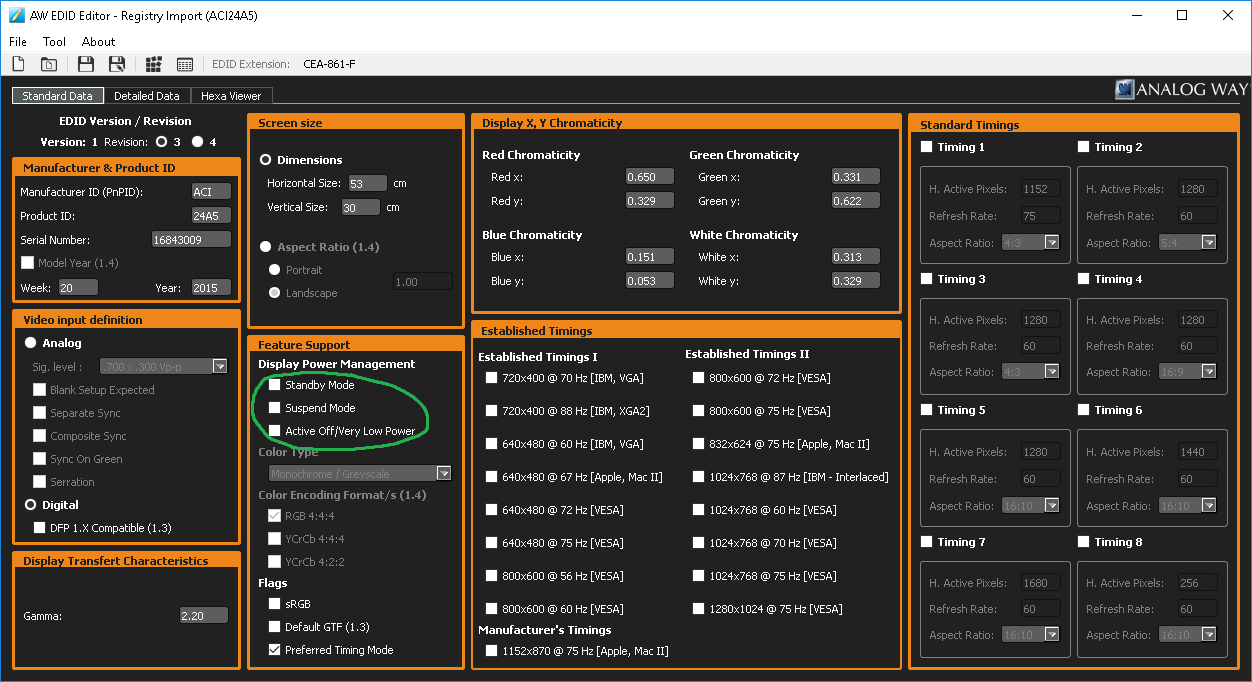 AW EDID Editor - Registry Import (ACI24A5)
File Tool About
EDID Extension: CEA-861-F
Standard Data Detailed Data Hexa Viewer
ANALOG WAY
EDID Version / Revision
Version: 1 Revision: 3 4
Manufacturer & Product ID
Manufacturer ID (PnPID): ACI
Product ID: 24A5
Serial Number: 16843009
Model Year (1.4)
Week: 20 Year: 2015
Video input definition
Analog
Sig. level : .700 : .300 Vp-p
Blank Setup Expected
Separate Sync
Composite Sync
Sync On Green
Serration
Digital
DFP 1.X Compatible (1.3)
Display Transfert Characteristics
Gamma: 2.20
Screen size
Dimensions
Horizontal Size: 53 cm
Vertical Size: 30 cm
Aspect Ratio (1.4)
Portrait
1.00
Landscape
Feature Support
Display Power Management
Standby Mode
Suspend Mode
Active Off/Very Low Power
Color Type
Monochrome / Greyscale
Color Encoding Format/s (1.4)
RGB 4:4:4
YCrCb 4:4:4
YCrCb 4:2:2
Flags
sRGB
Default GTF (1.3)
Preferred Timing Mode
Display X, Y Chromaticity
Red Chromaticity
Red x: 0.650
Red y: 0.329
Green Chromaticity
Green x: 0.331
Green y: 0.622
Blue Chromaticity
Blue x: 0.151
Blue y: 0.053
White Chromaticity
White x: 0.313
White y: 0.329
Established Timings
Established Timings I
720x400 @ 70 Hz [IBM, VGA]
720x400 @ 88 Hz [IBM, XGA2]
640x480 @ 60 Hz [IBM, VGA]
640x480 @ 67 Hz [Apple, Mac II]
640x480 @ 72 Hz [VESA]
640x480 @ 75 Hz [VESA]
800x600 @ 56 Hz [VESA]
800x600 @ 60 Hz [VESA]
Manufacturer's Timings
1152x870 @ 75 Hz [Apple, Mac II]
Established Timings II
800x600 @ 72 Hz [VESA]
800x600 @ 75 Hz [VESA]
832x624 @ 75 Hz [Apple, Mac II]
1024x768 @ 87 Hz [IBM - Interlaced]
1024x768 @ 60 Hz [VESA]
1024x768 @ 70 Hz [VESA]
1024x768 @ 75 Hz [VESA]
1280x1024 @ 75 Hz [VESA]
Standard Timings
Timing 1
H. Active Pixels: 1152
Refresh Rate: 75
Aspect Ratio: 4:3
Timing 2
H. Active Pixels: 1280
Refresh Rate: 60
Aspect Ratio: 5:4
Timing 3
H. Active Pixels: 1280
Refresh Rate: 60
Aspect Ratio: 4:3
Timing 4
H. Active Pixels: 1280
Refresh Rate: 60
Aspect Ratio: 16:9
Timing 5
H. Active Pixels: 1280
Refresh Rate: 60
Aspect Ratio: 16:10
Timing 6
H. Active Pixels: 1440
Refresh Rate: 60
Aspect Ratio: 16:10
Timing 7
H. Active Pixels: 1680
Refresh Rate: 60
Aspect Ratio: 16:10
Timing 8
H. Active Pixels: 256
Refresh Rate: 60
Aspect Ratio: 16:10